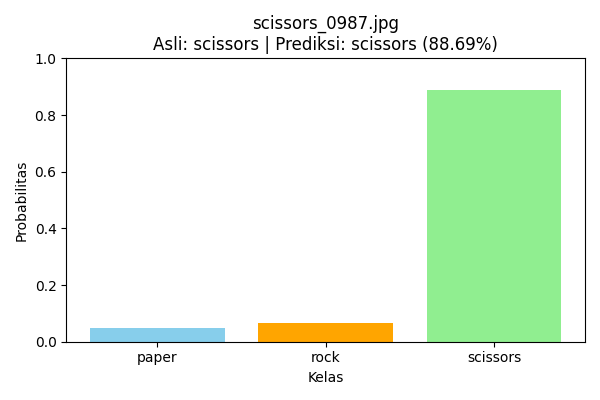 scissors_0987.jpg
Asli: scissors | Prediksi: scissors (88.69%)
1.0
0.8
0.6
0.4
0.2
0.0
Probabilitas
paper rock scissors
Kelas